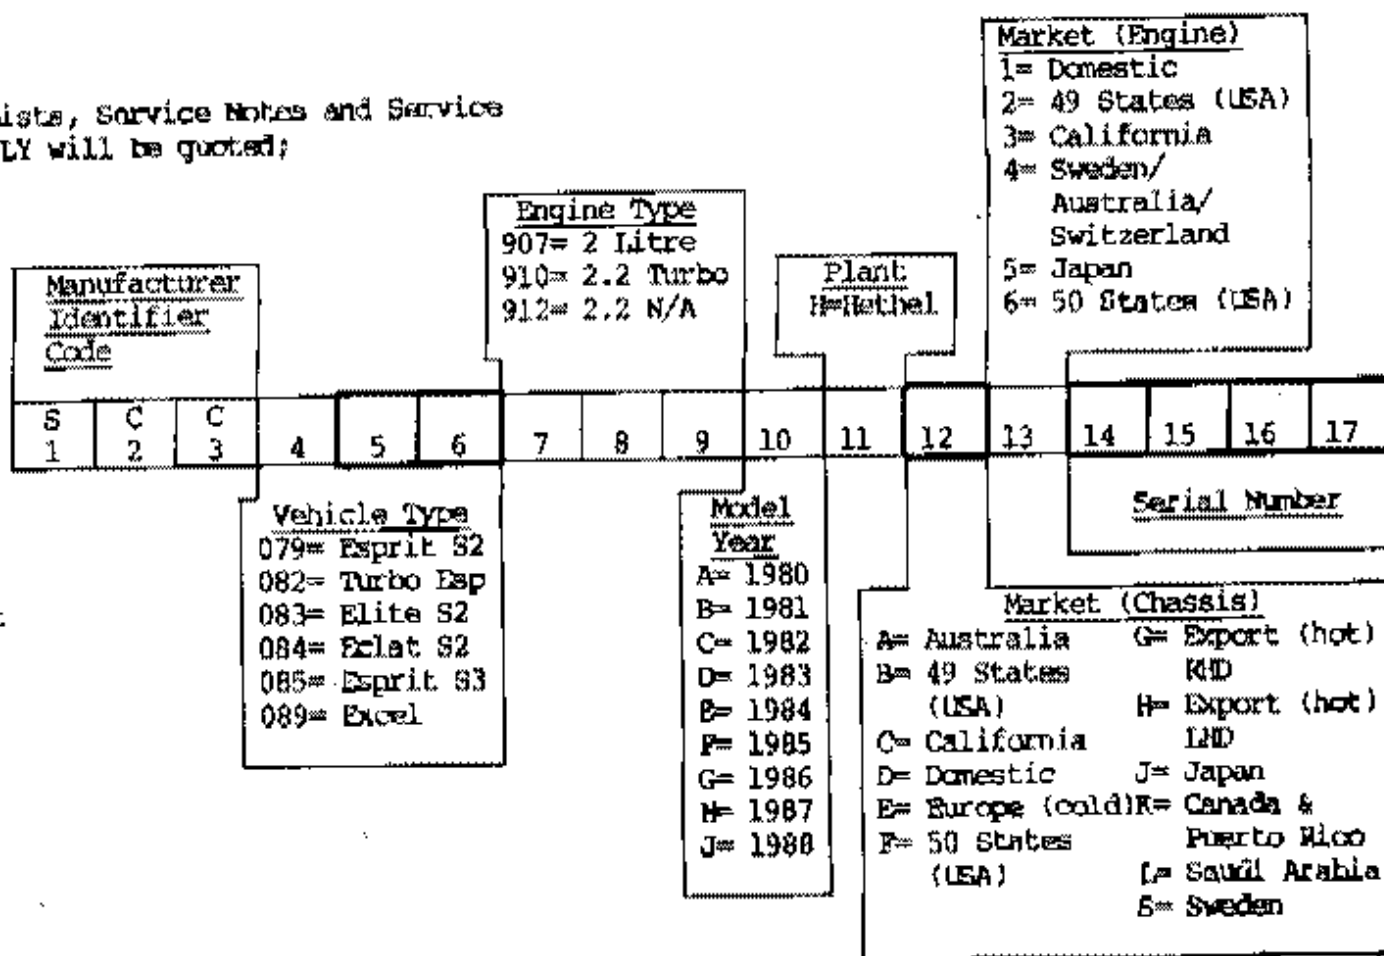 ists, Service Notes and Service
LY will be quoted;
Market (Engine)
1= Domestic
2= 49 States (USA)
3= California
4= Sweden/
Australia/
Switzerland
5= Japan
6= 50 States (USA)
Engine Type
907= 2 Litre
910= 2.2 Turbo
912= 2.2 N/A
Plant
H=Hethel
Manufacturer
Identifier
Code
S C C
1 2 3 4 5 6 7 8 9 10 11 12 13 14 15 16 17
Vehicle Type
079= Esprit S2
082= Turbo Esp
083= Elite S2
084= Eclat S2
085= Esprit S3
089= Excel
Model
Year
A= 1980
B= 1981
C= 1982
D= 1983
E= 1984
F= 1985
G= 1986
H= 1987
J= 1988
Serial Number
Market (Chassis)
A= Australia
B= 49 States
(USA)
C= California
D= Domestic
E= Europe (cold)
F= 50 States
(USA)
G= Export (hot)
RHD
H= Export (hot)
LHD
J= Japan
K= Canada &
Puerto Rico
L= Saudi Arabia
S= Sweden